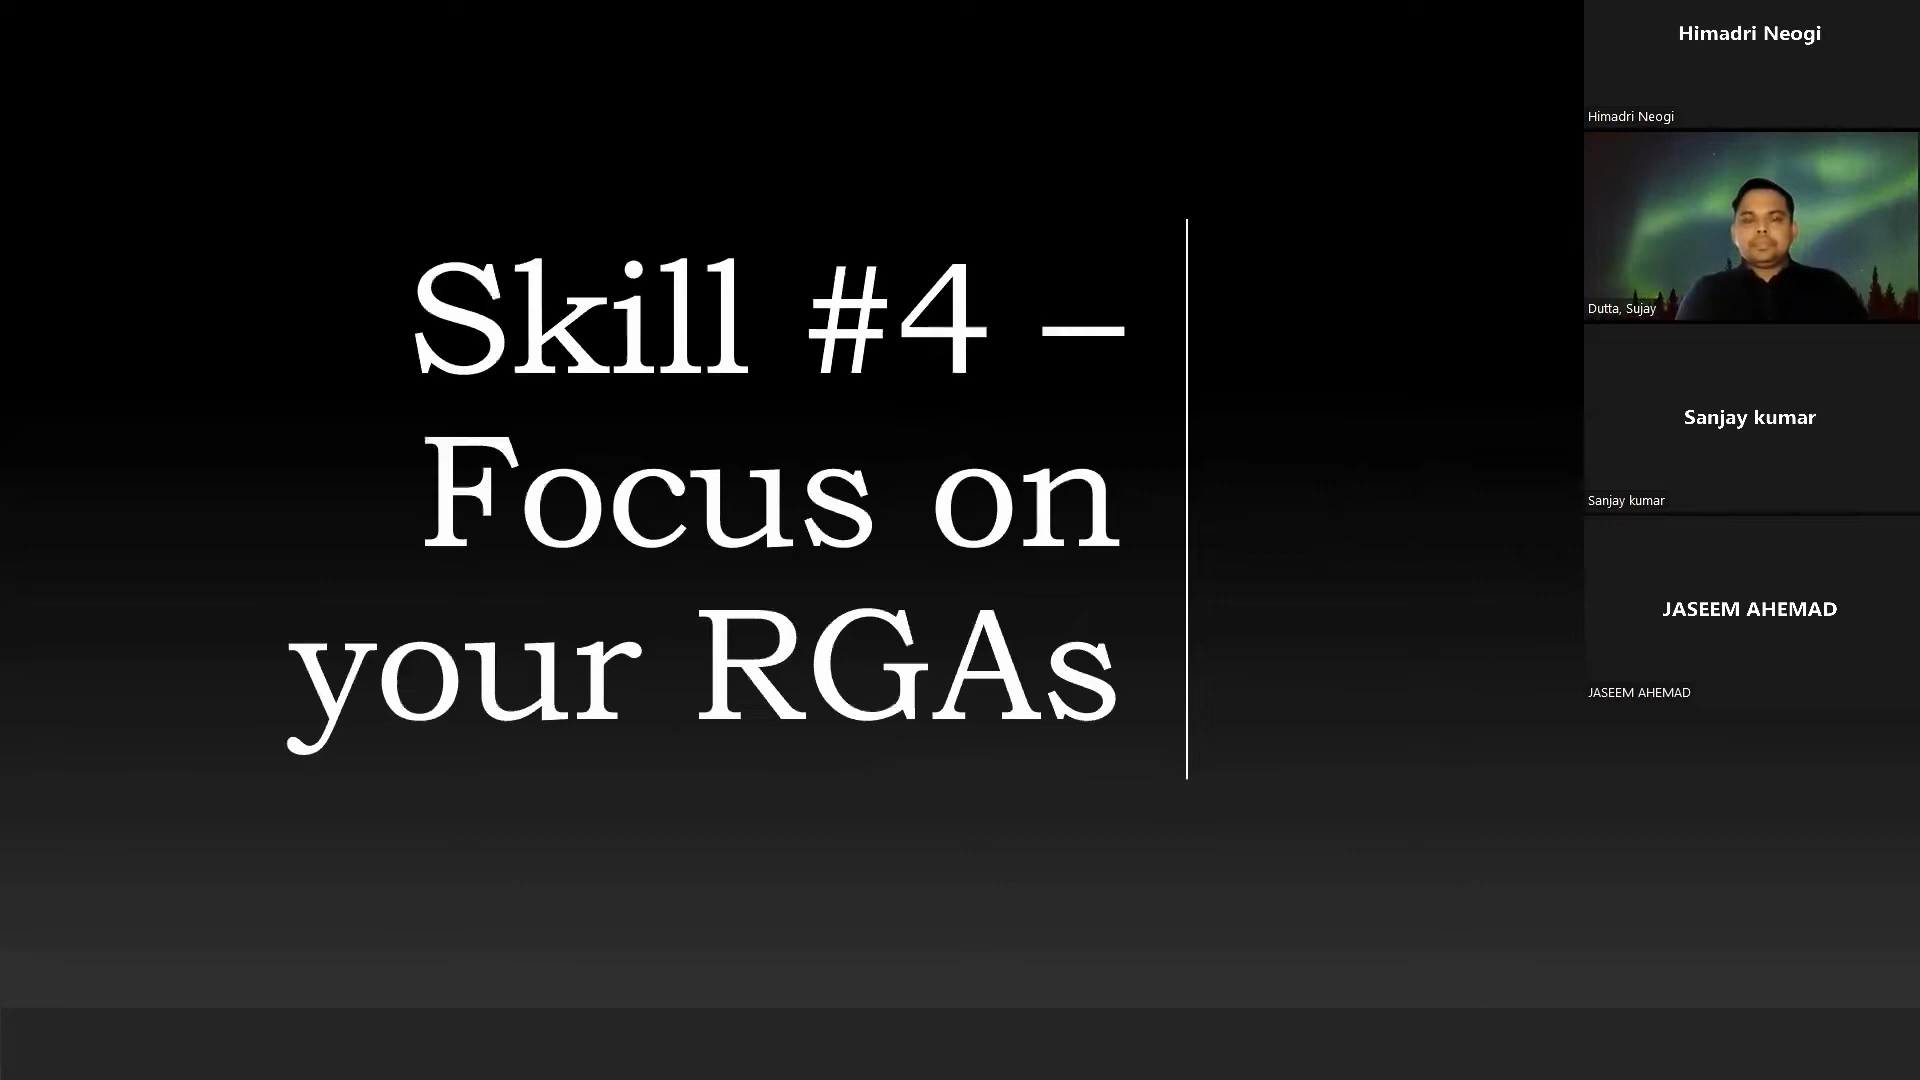 Skill #4 –
Focus on
your RGAs
Himadri Neogi
Himadri Neogi
Dutta, Sujay
Sanjay kumar
Sanjay kumar
JASEEM AHEMAD
JASEEM AHEMAD